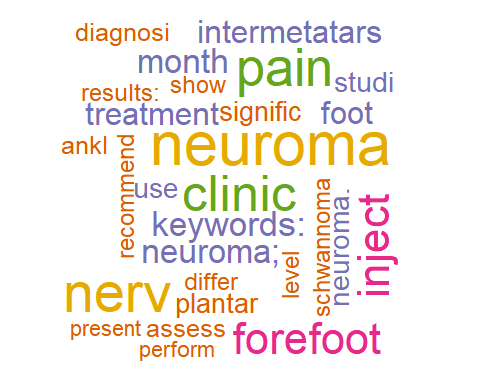 diagnosi intermetatars
month pain
results: show studi
treatment signific foot
ankl neuroma
recommend
use clinic
keywords:
neuroma;
level
schwannoma
neuroma.
inject
nerv differ
plantar
present assess forefoot
perform